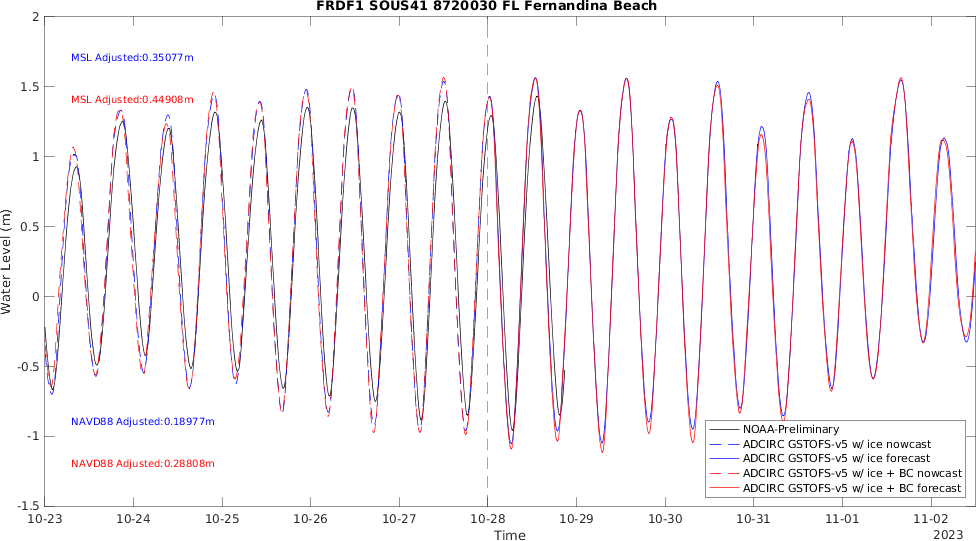 FRDF1 SOUS41 8720030 FL Fernandina Beach
2
MSL Adjusted:0.35077m
1.5
MSL Adjusted:0.44908m
1
0.5
Water Level (m)
0
-0.5
NAVD88 Adjusted:0.18977m
-1
NAVD88 Adjusted:0.28808m
-1.5
NOAA-Preliminary
ADCIRC GSTOFS-v5 w/ ice nowcast
ADCIRC GSTOFS-v5 w/ ice forecast
ADCIRC GSTOFS-v5 w/ ice + BC nowcast
ADCIRC GSTOFS-v5 w/ ice + BC forecast
10-23 10-24 10-25 10-26 10-27 10-28 10-29 10-30 10-31 11-01 11-02
Time
2023